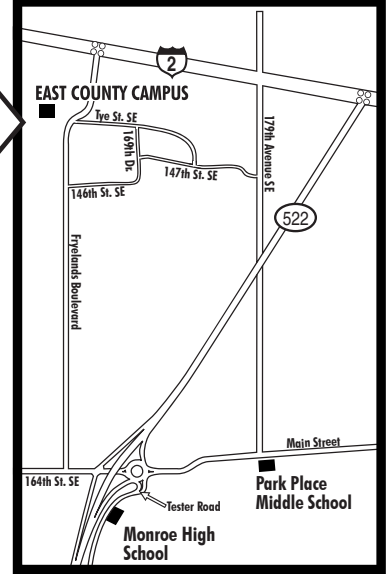 2
EAST COUNTY CAMPUS
Tye St. SE
169th Dr.
179th Avenue SE
147th St. SE
146th St. SE
522
Fryelands Boulevard
Main Street
164th St. SE
Park Place
Middle School
Tester Road
Monroe High
School